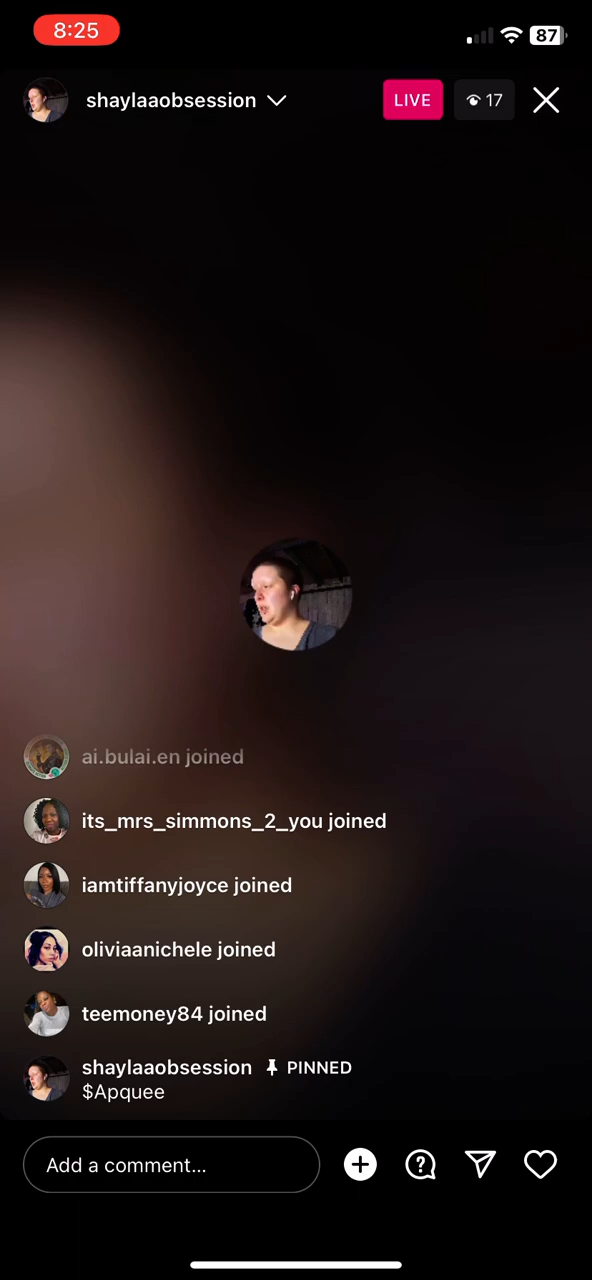 8:25
87
shaylaaobsession
LIVE
17
ai.bulai.en joined
its_mrs_simmons_2_you joined
iamtiffanyjoyce joined
oliviaanichele joined
teemoney84 joined
shaylaaobsession PINNED
$Apquee
Add a comment...